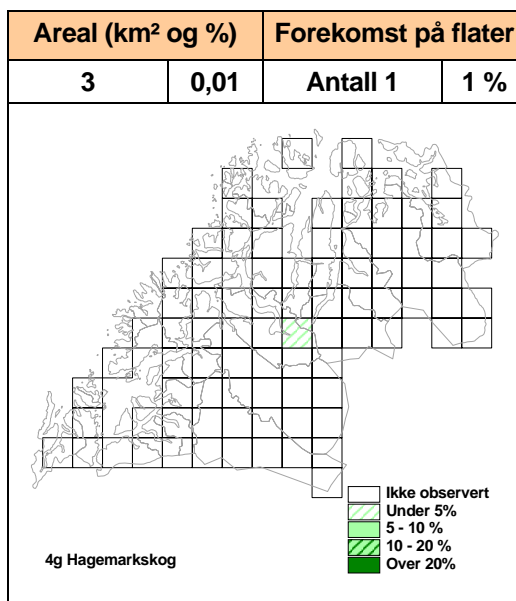 Areal (km² og %) Forekomst på flater
3 0,01 Antall 1 1 %
Ikke observert
Under 5%
5 - 10 %
10 - 20 %
Over 20%
4g Hagemarkskog